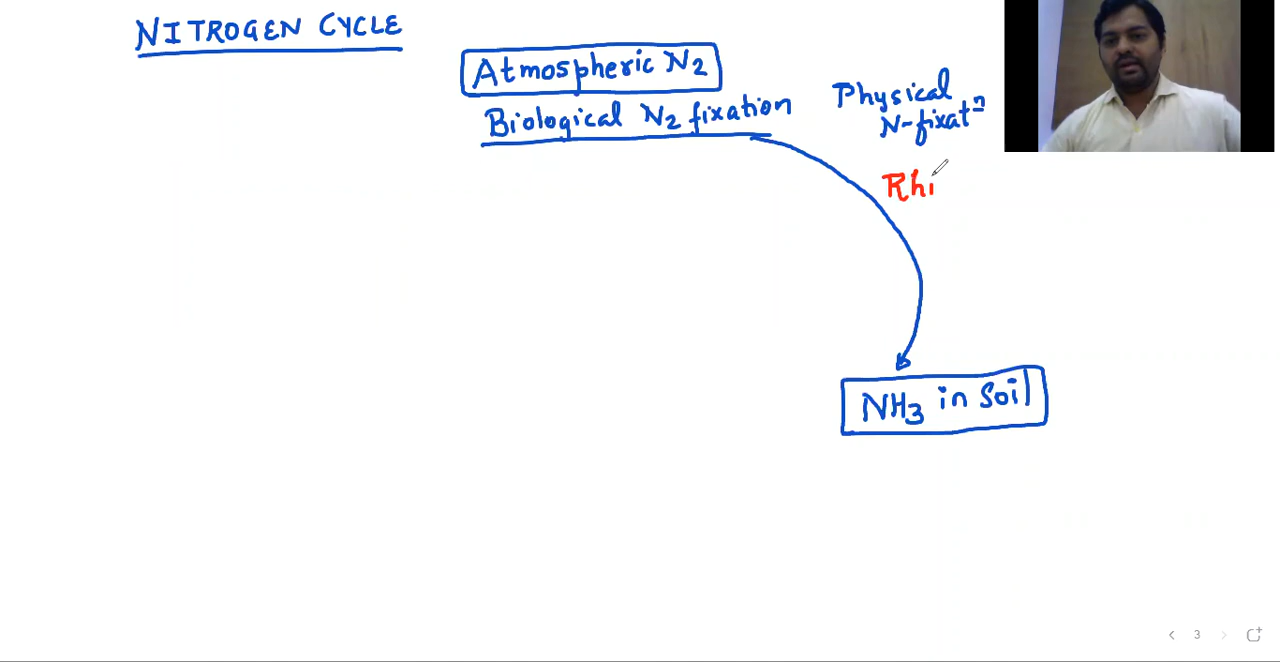 NITROGEN CYCLE
Atmospheric N2
Biological N2 fixation
Physical
N-fixatⁿ
Rhi
NH3 in Soil
3